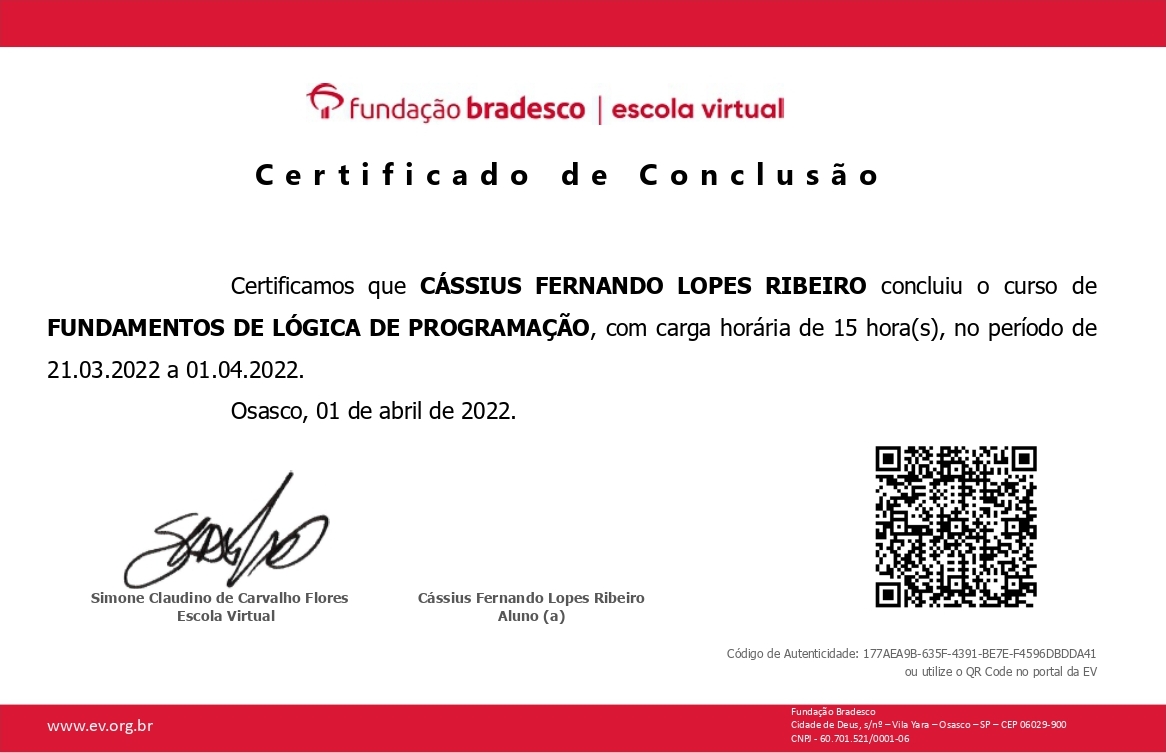 fundação bradesco | escola virtual
Certificado de Conclusão
Certificamos que CÁSSIUS FERNANDO LOPES RIBEIRO concluiu o curso de
FUNDAMENTOS DE LÓGICA DE PROGRAMAÇÃO, com carga horária de 15 hora(s), no período de
21.03.2022 a 01.04.2022.
Osasco, 01 de abril de 2022.
Simone Claudino de Carvalho Flores
Escola Virtual
Cássius Fernando Lopes Ribeiro
Aluno (a)
Código de Autenticidade: 177AEA9B-635F-4391-BE7E-F4596DBDDA41
ou utilize o QR Code no portal da EV
www.ev.org.br
Fundação Bradesco
Cidade de Deus, s/nº – Vila Yara – Osasco – SP – CEP 06029-900
CNPJ - 60.701.521/0001-06